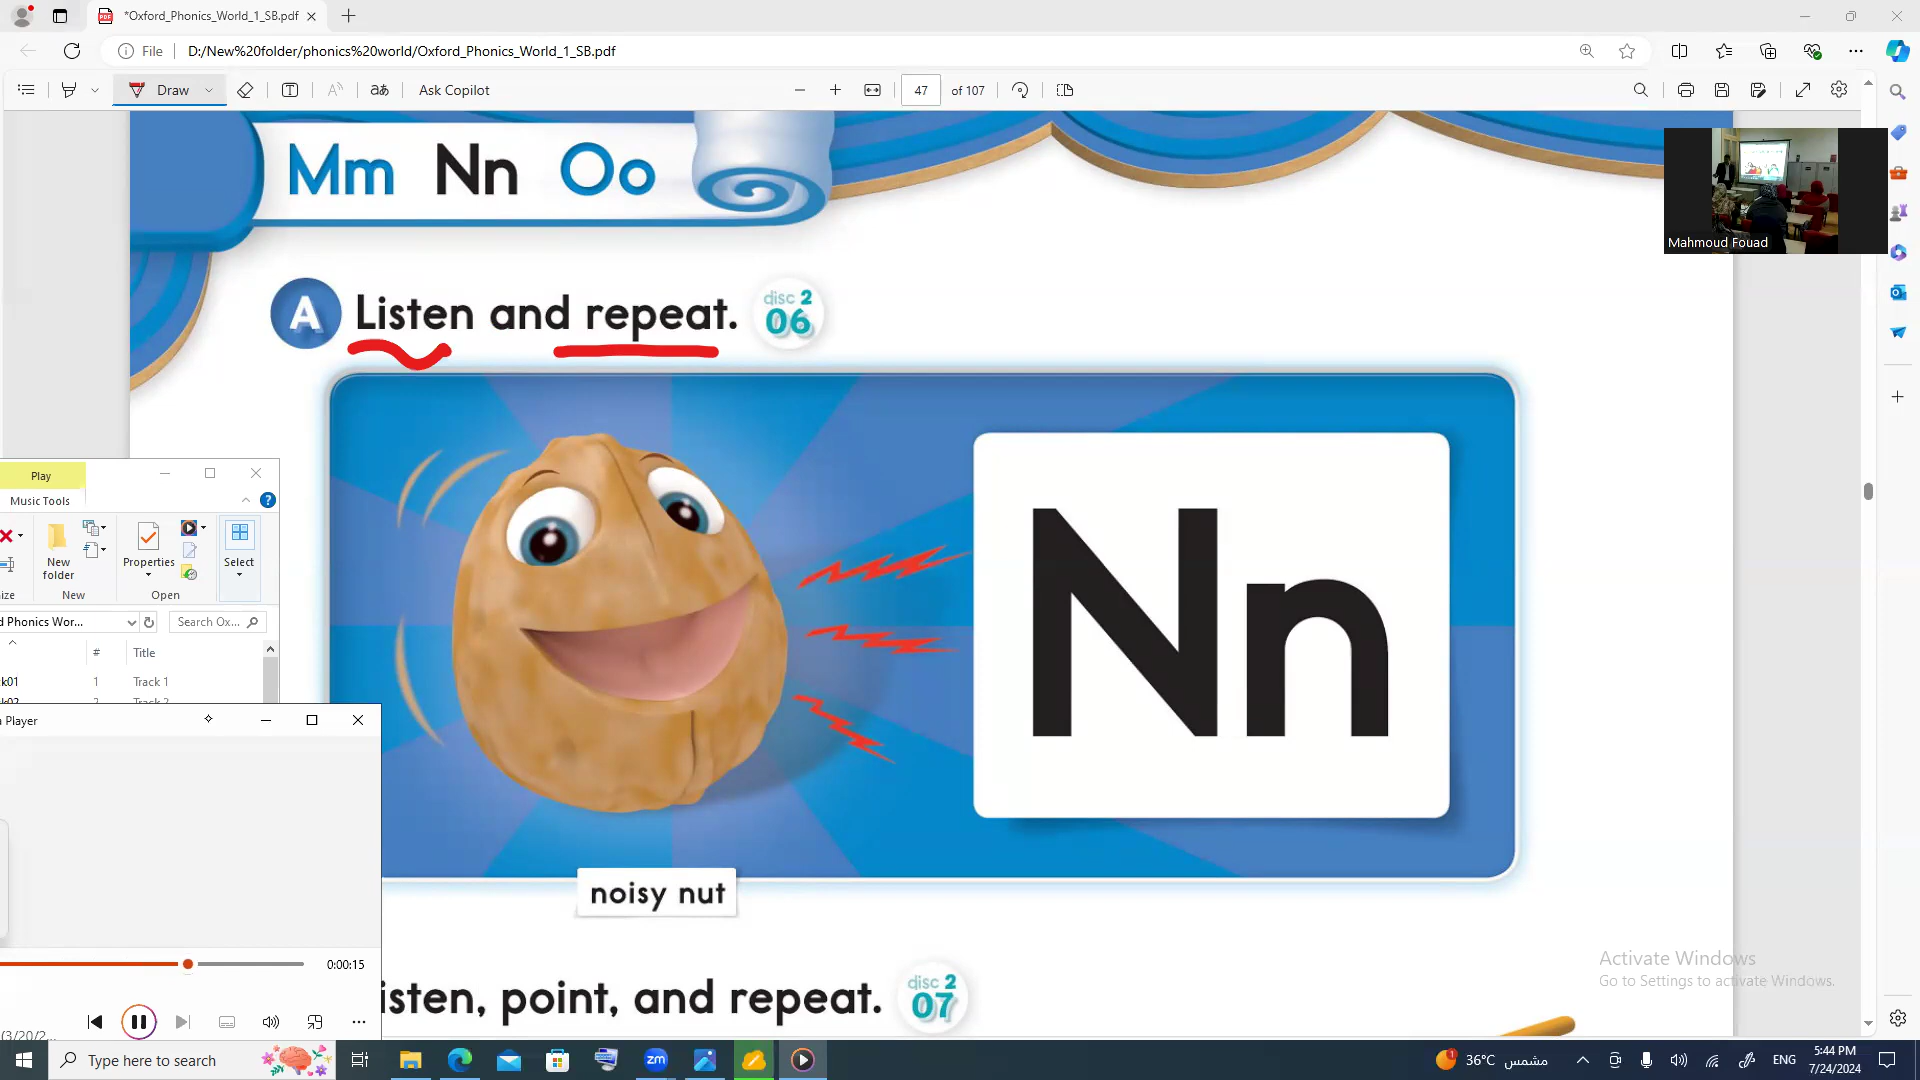 *Oxford_Phonics_World_1_SB.pdf
File D:/New%20folder/phonics%20world/Oxford_Phonics_World_1_SB.pdf
Draw Ask Copilot 47 of 107
Mm Nn Oo
Mahmoud Fouad
A Listen and repeat. disc 2 06
Nn
noisy nut
isten, point, and repeat. disc 2 07
Play
Music Tools
New folder
Properties
Select
New
Open
d Phonics Wor...
Search Ox...
# Title
1 Track 1
Player
0:00:15
Activate Windows
Go to Settings to activate Windows.
Type here to search
zm
36°C مشمس
ENG
5:44 PM
7/24/2024